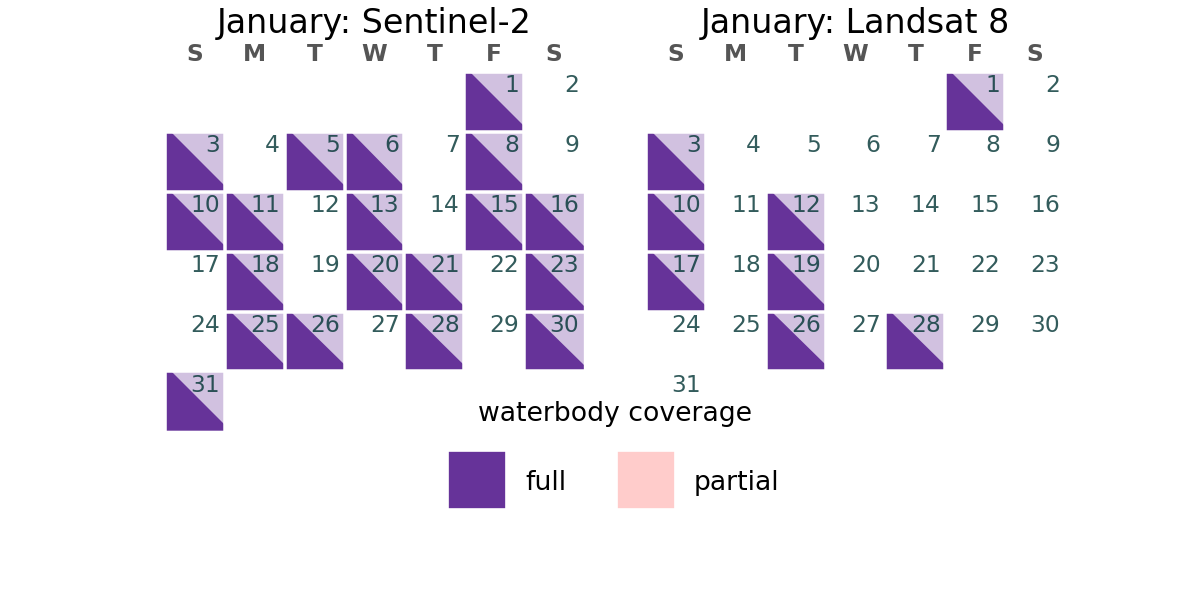 January: Sentinel-2
S M T W T F S
1 2
3 4 5 6 7 8 9
10 11 12 13 14 15 16
17 18 19 20 21 22 23
24 25 26 27 28 29 30
31
January: Landsat 8
S M T W T F S
1 2
3 4 5 6 7 8 9
10 11 12 13 14 15 16
17 18 19 20 21 22 23
24 25 26 27 28 29 30
31
waterbody coverage
full
partial